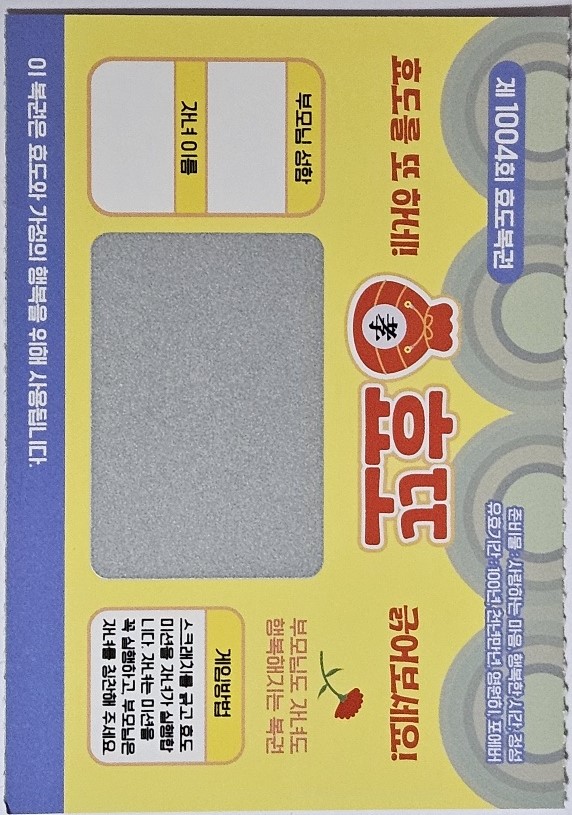 제 1004회 효도복권
준비물 : 사랑하는 마음, 행복한 시간, 정성
유효기간 : 100년,천년만년 영원히, 포에버
효도를 또 하네!
孝
효또
긁어보세요!
부모님 성함
자녀 이름
부모님도 자녀도
행복해지는 복권
게임방법
스크래치를 긁고 효도
미션을 자녀가 실행합
니다. 자녀는 미션을
꼭 실행하고, 부모님은
자녀를 칭찬해 주세요
이 복권은 효도와 가정의 행복을 위해 사용됩니다.